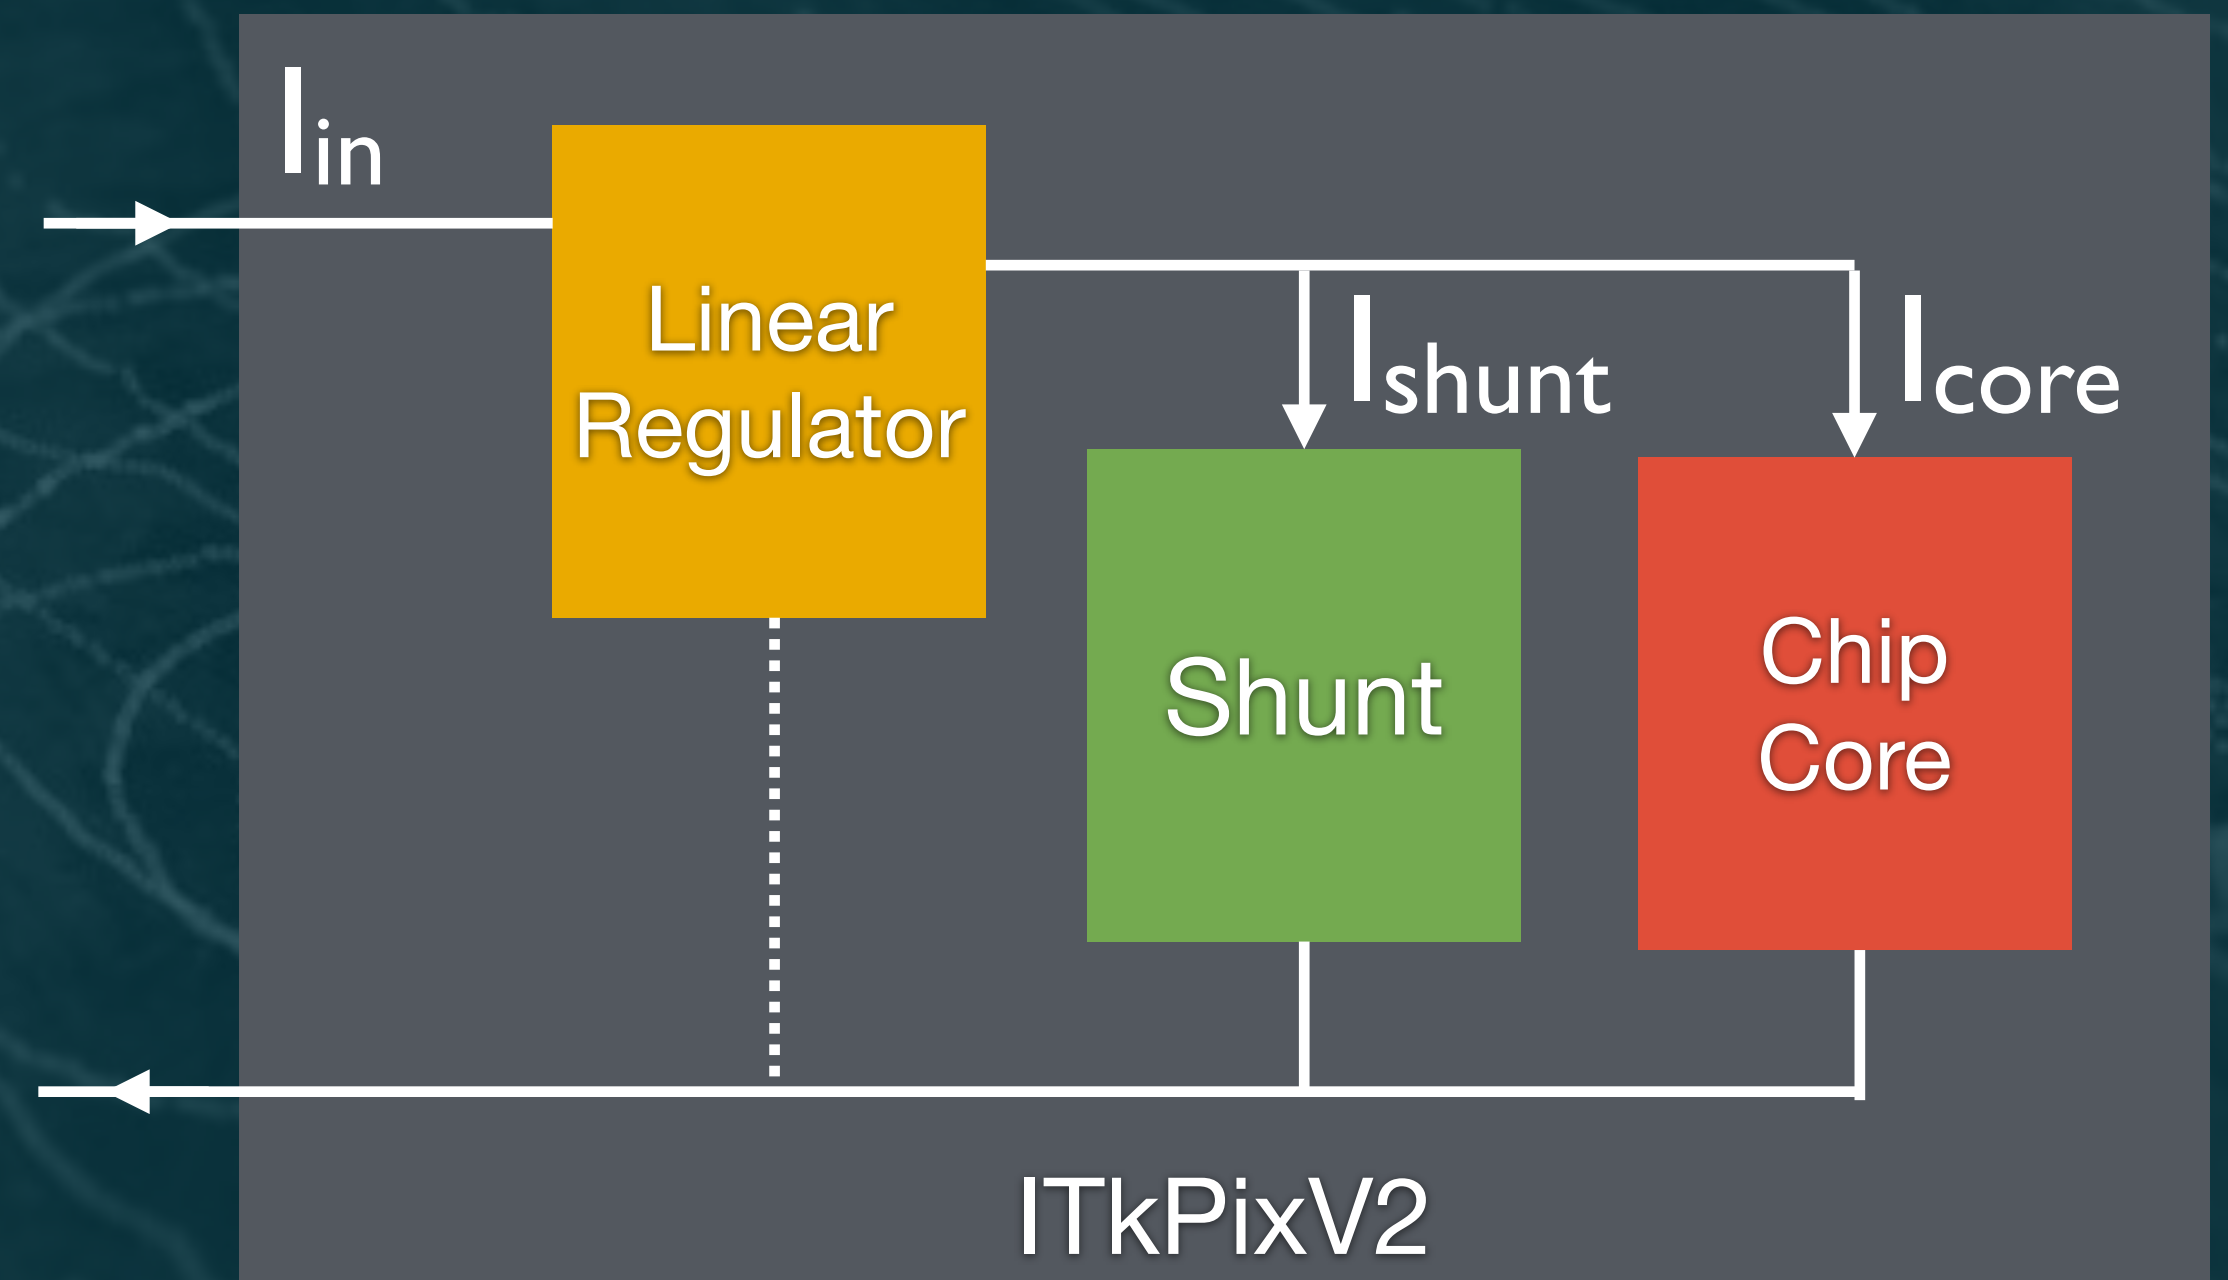 Iin
Linear
Regulator
Ishunt
Icore
Shunt
Chip
Core
ITkPixV2